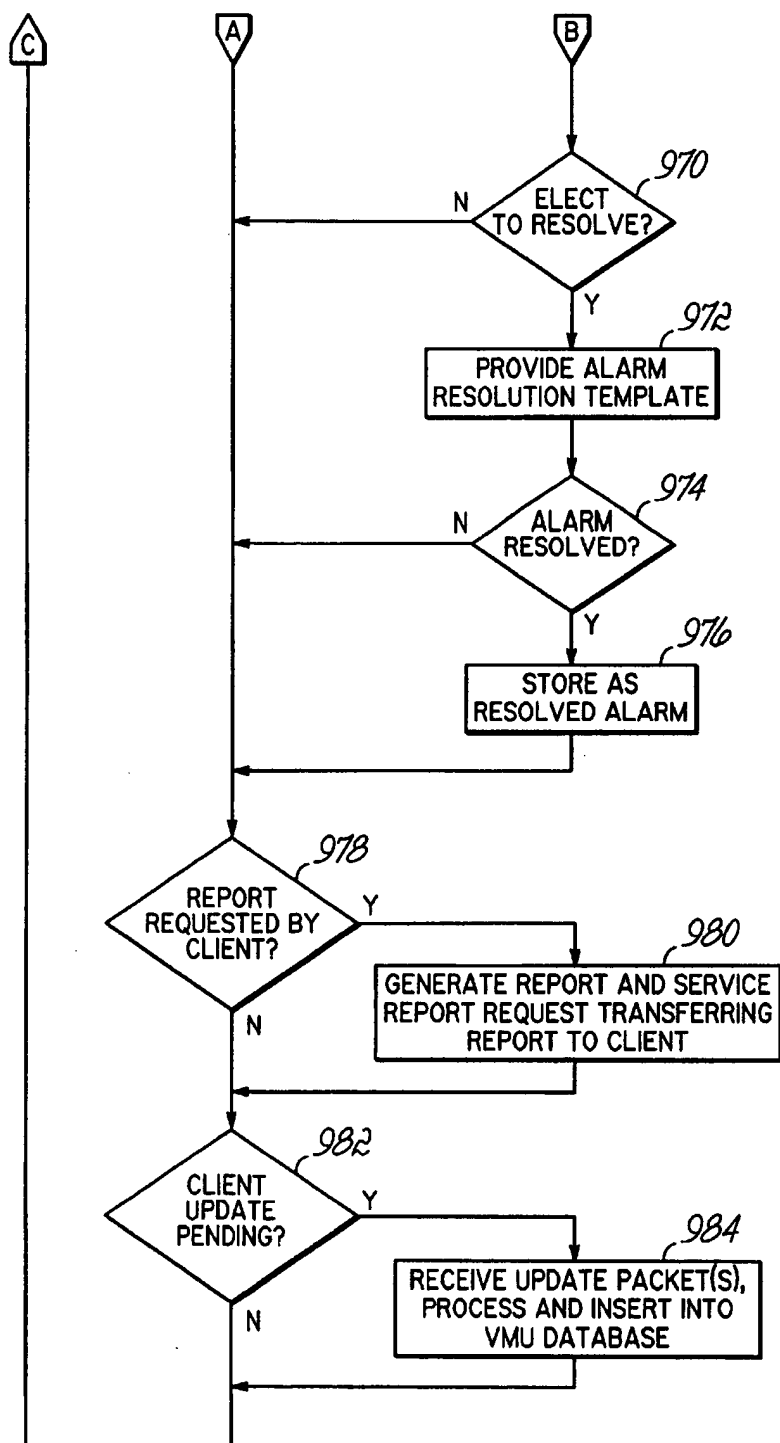 C
A
B
970
ELECT
TO RESOLVE?
N
Y
972
PROVIDE ALARM
RESOLUTION TEMPLATE
974
ALARM
RESOLVED?
N
Y
976
STORE AS
RESOLVED ALARM
978
REPORT
REQUESTED BY
CLIENT?
Y
N
980
GENERATE REPORT AND SERVICE
REPORT REQUEST TRANSFERRING
REPORT TO CLIENT
982
CLIENT
UPDATE
PENDING?
Y
N
984
RECEIVE UPDATE PACKET(S),
PROCESS AND INSERT INTO
VMU DATABASE